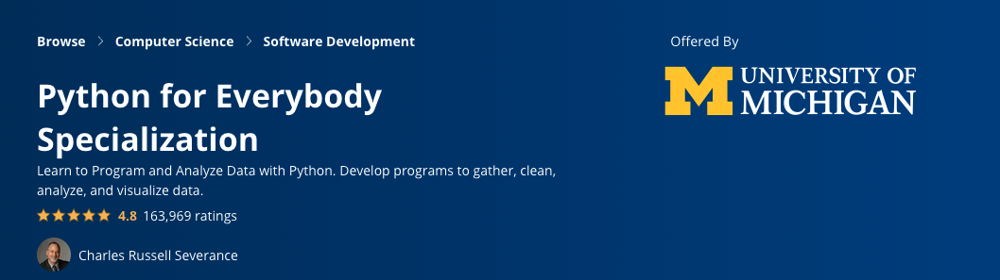 Browse > Computer Science > Software Development
Offered By
UNIVERSITY OF
MICHIGAN
Python for Everybody
Specialization
Learn to Program and Analyze Data with Python. Develop programs to gather, clean,
analyze, and visualize data.
4.8 163,969 ratings
Charles Russell Severance